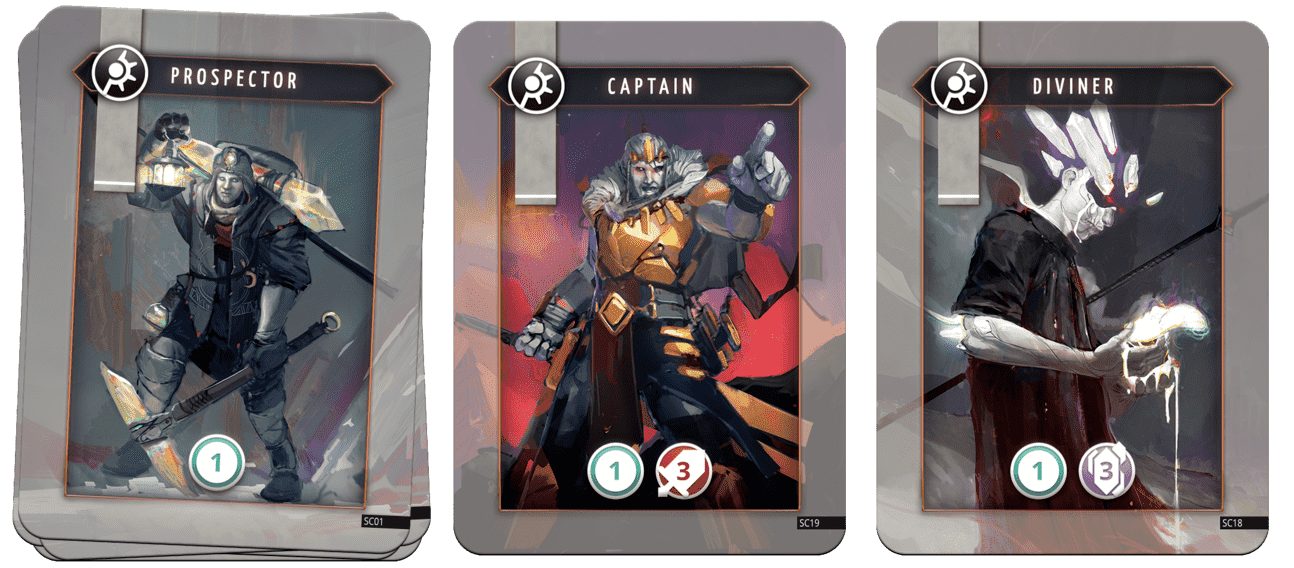 PROSPECTOR
1
SC01
CAPTAIN
1 3
SC19
DIVINER
1 3
SC18